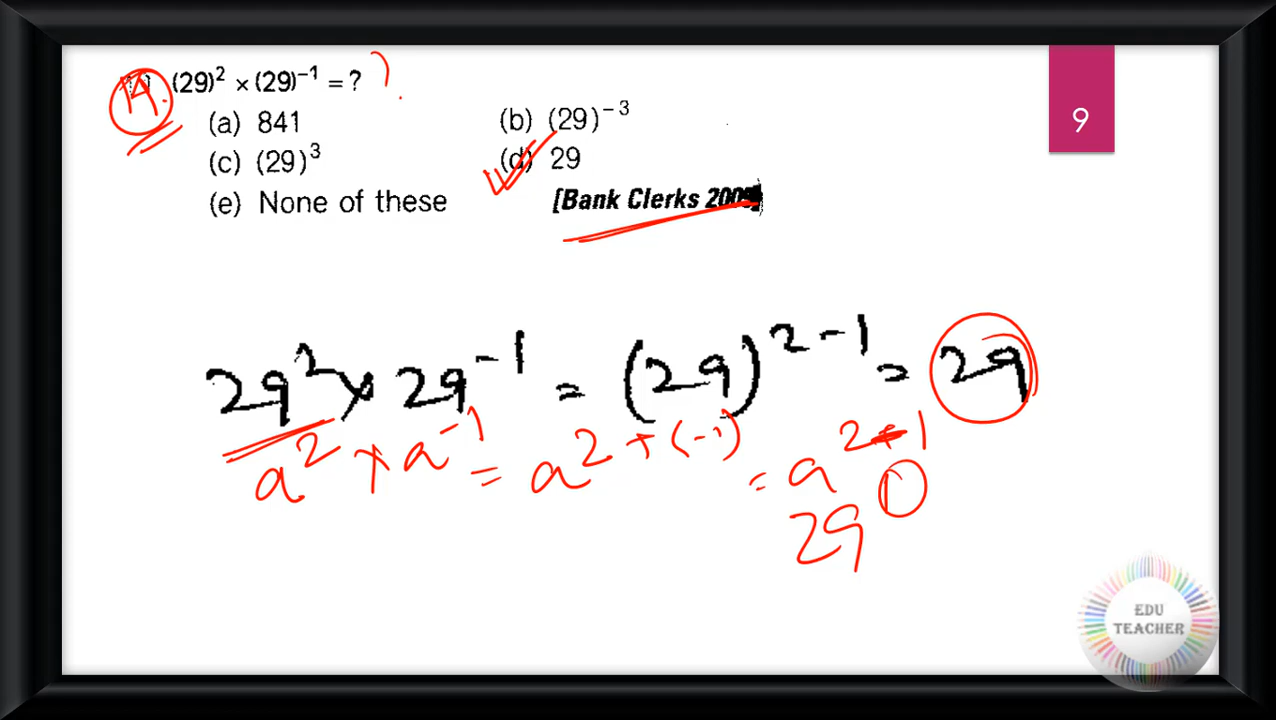 14. (29)² × (29)⁻¹ = ? ?
(a) 841 (b) (29)⁻³
(c) (29)³ (d) 29
(e) None of these [Bank Clerks 2009]
9
29² × 29⁻¹ = (29)²⁻¹ = 29
a² × a⁻¹ = a²⁺⁽⁻¹⁾ = a²⁻¹
29¹
EDU
TEACHER